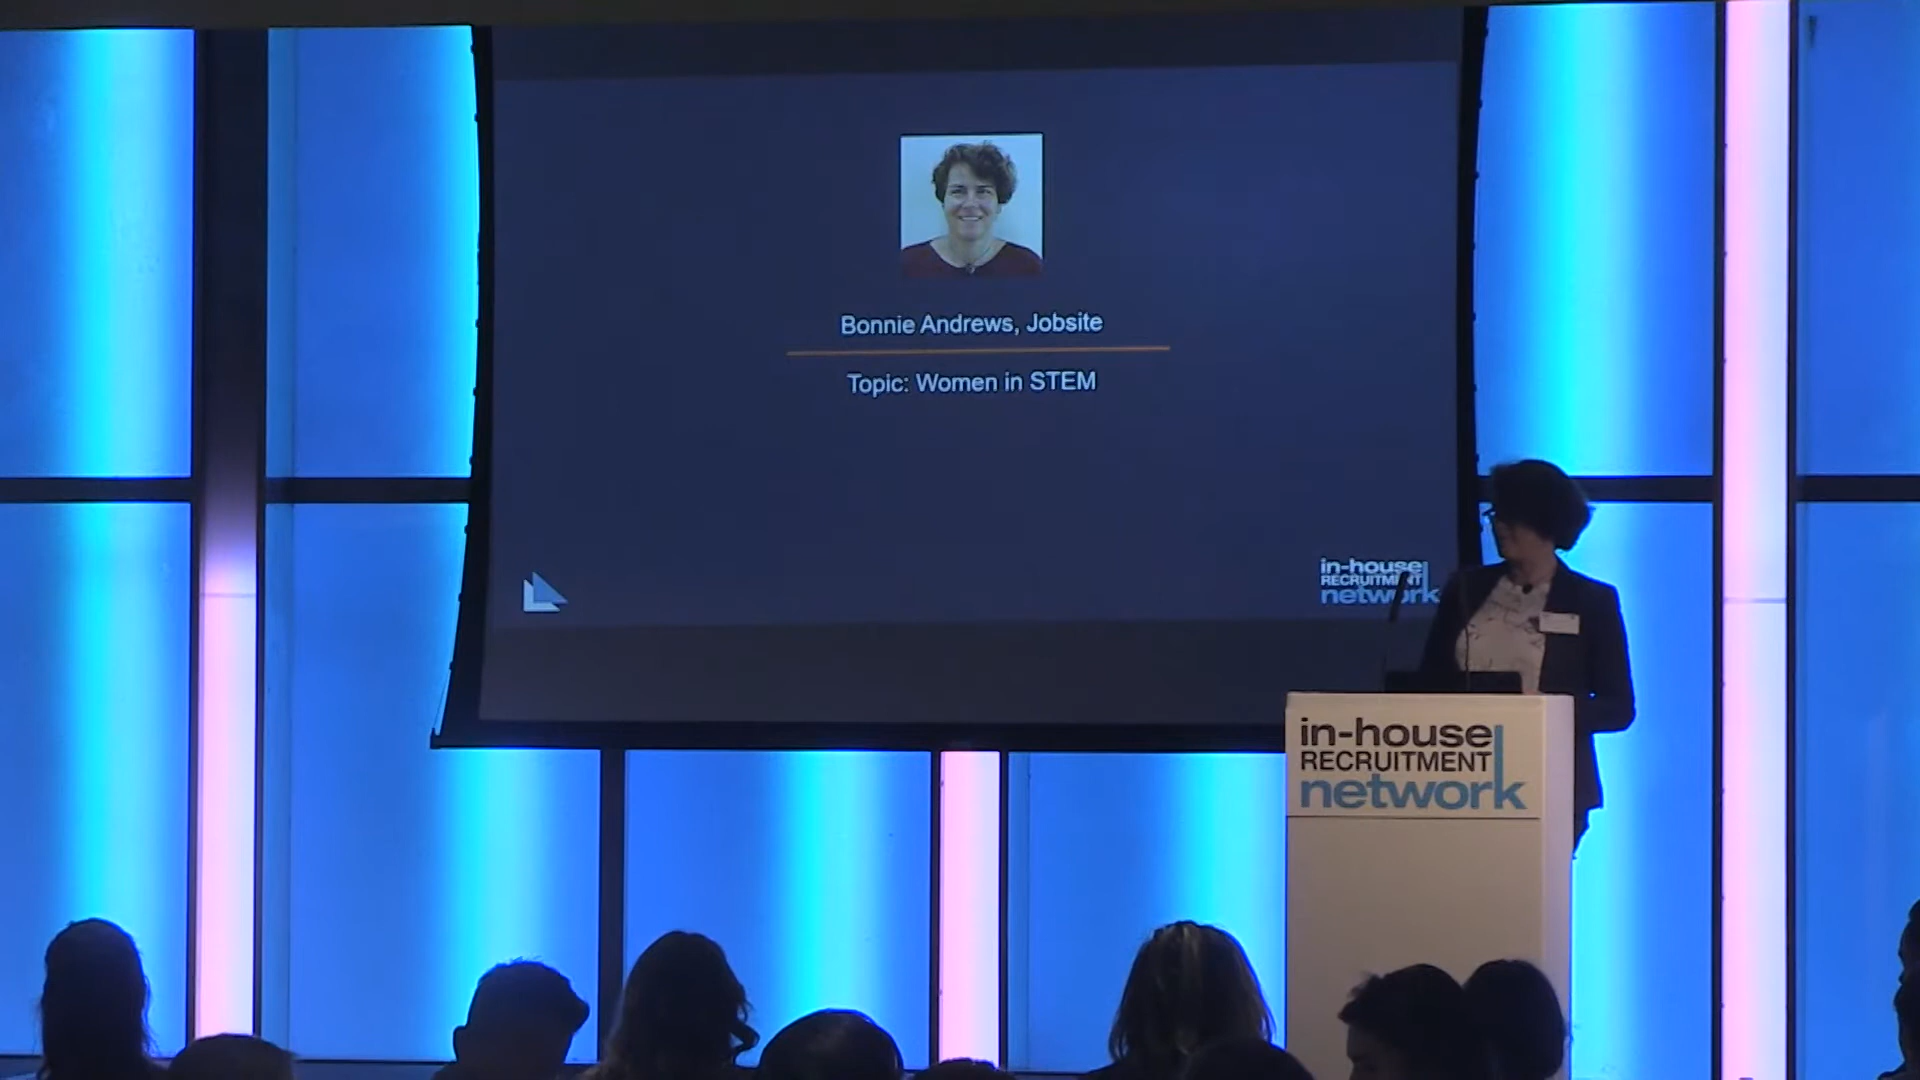 Bonnie Andrews, Jobsite
Topic: Women in STEM
in-house
RECRUITMENT
network
in-house
RECRUITMENT
network